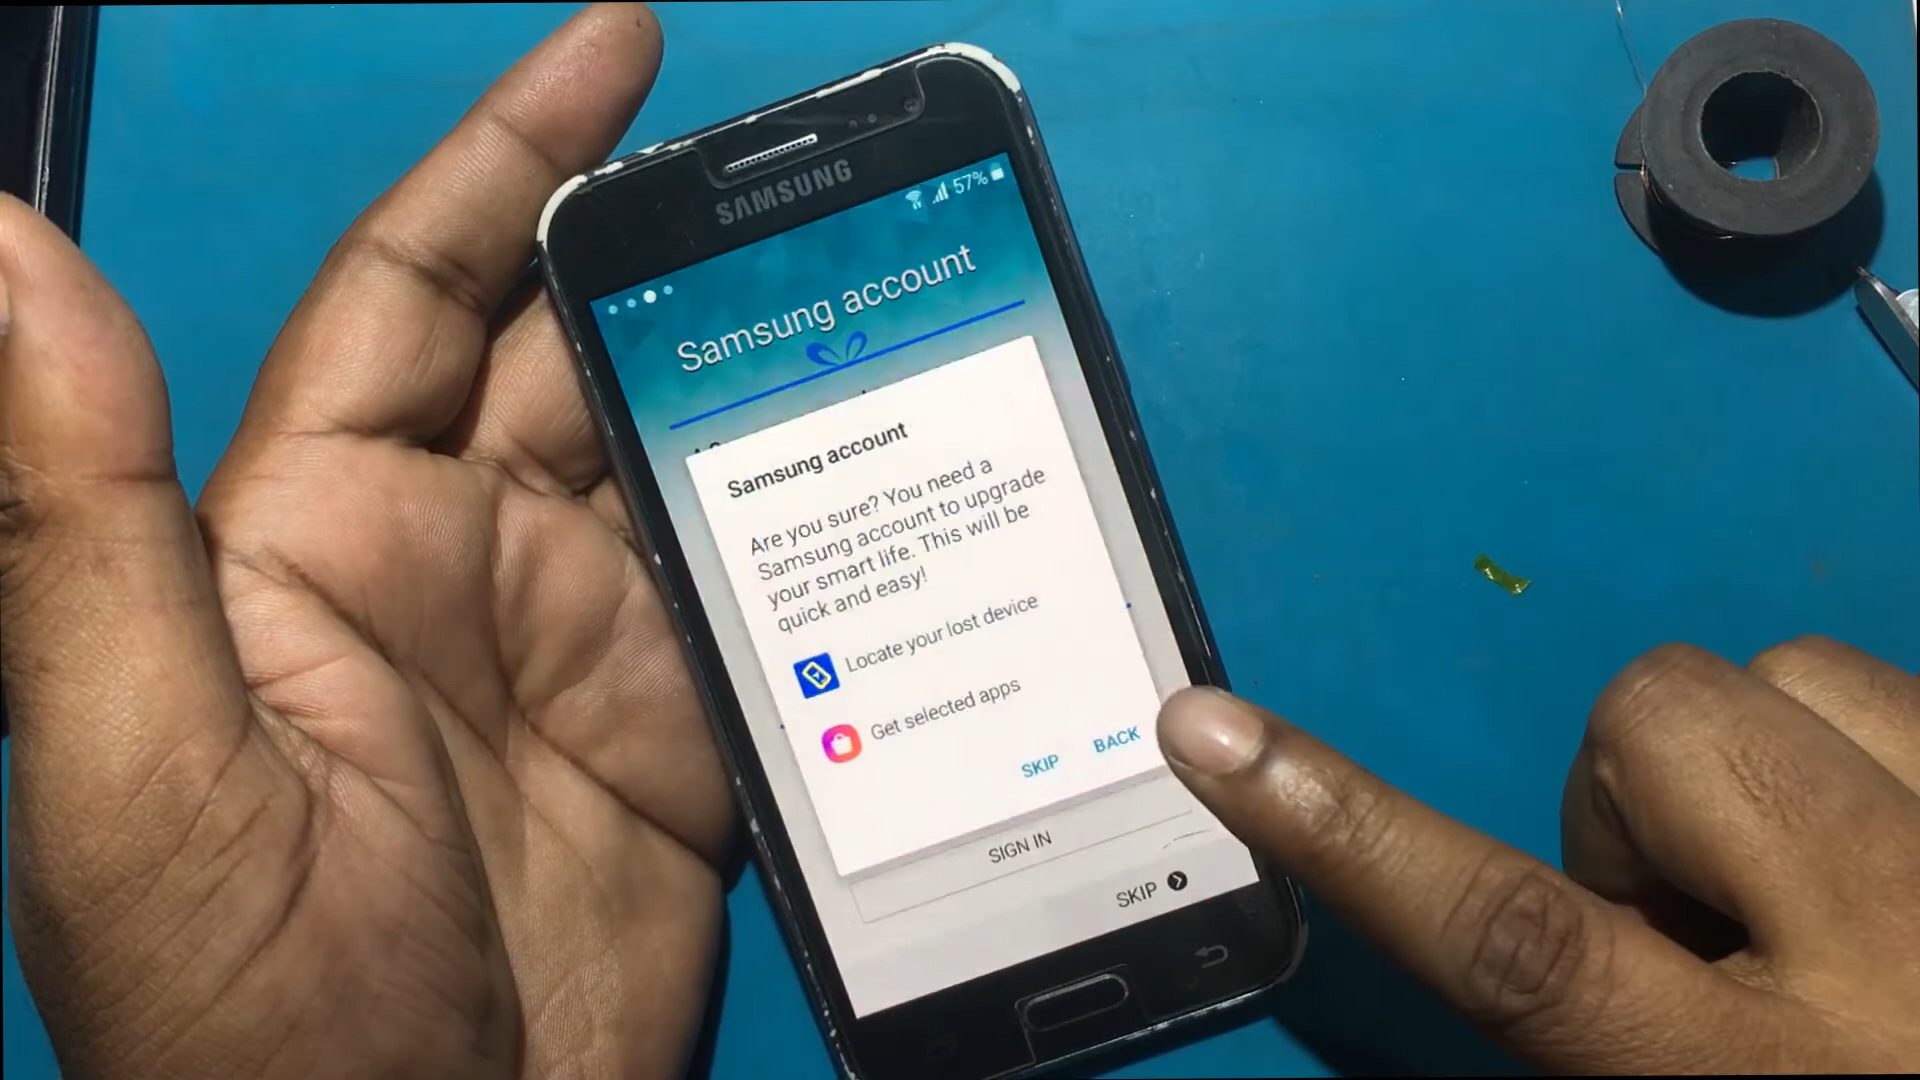 SAMSUNG
57%
Samsung account
Samsung account
Are you sure? You need a
Samsung account to upgrade
your smart life. This will be
quick and easy!
Locate your lost device
Get selected apps
SKIP BACK
SIGN IN
SKIP